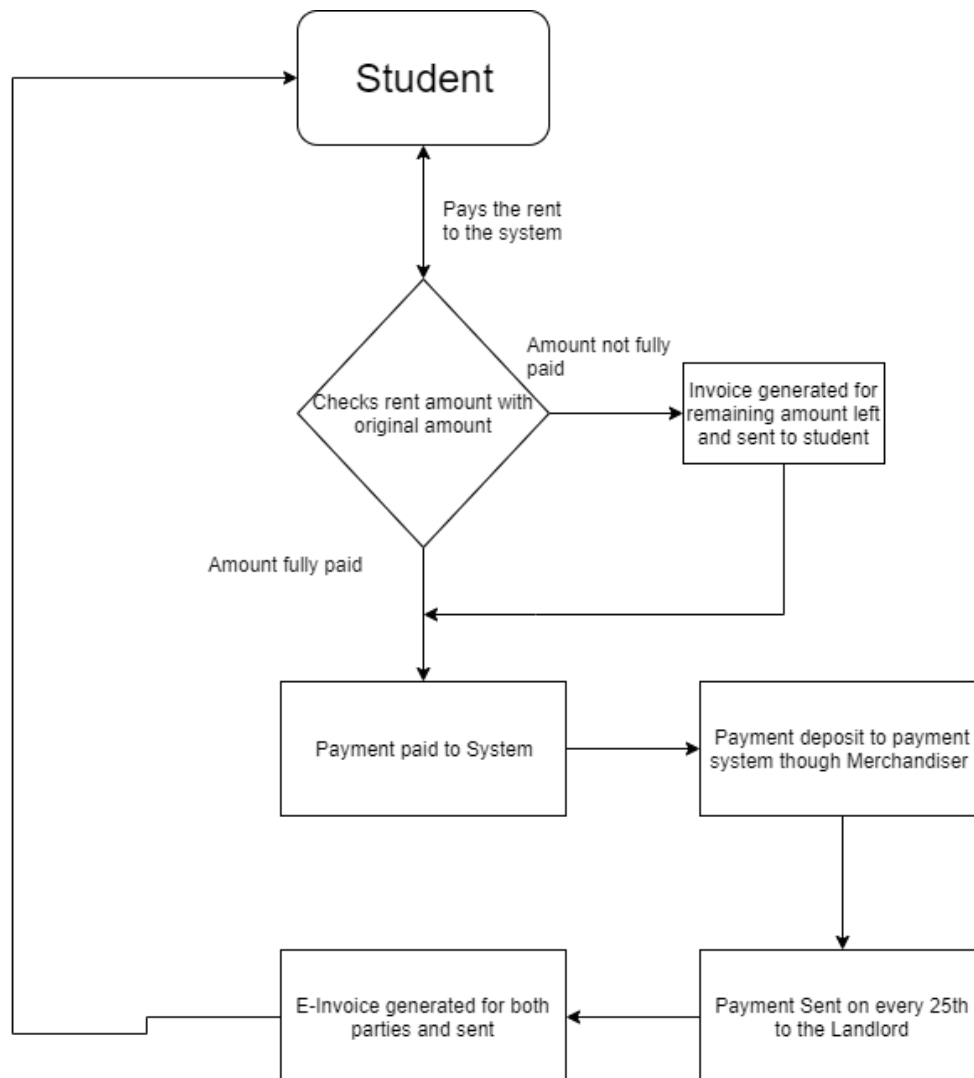 Student
Pays the rent
to the system
Amount not fully
paid
Checks rent amount with
original amount
Invoice generated for
remaining amount left
and sent to student
Amount fully paid
Payment paid to System
Payment deposit to payment
system though Merchandiser
E-Invoice generated for both
parties and sent
Payment Sent on every 25th
to the Landlord